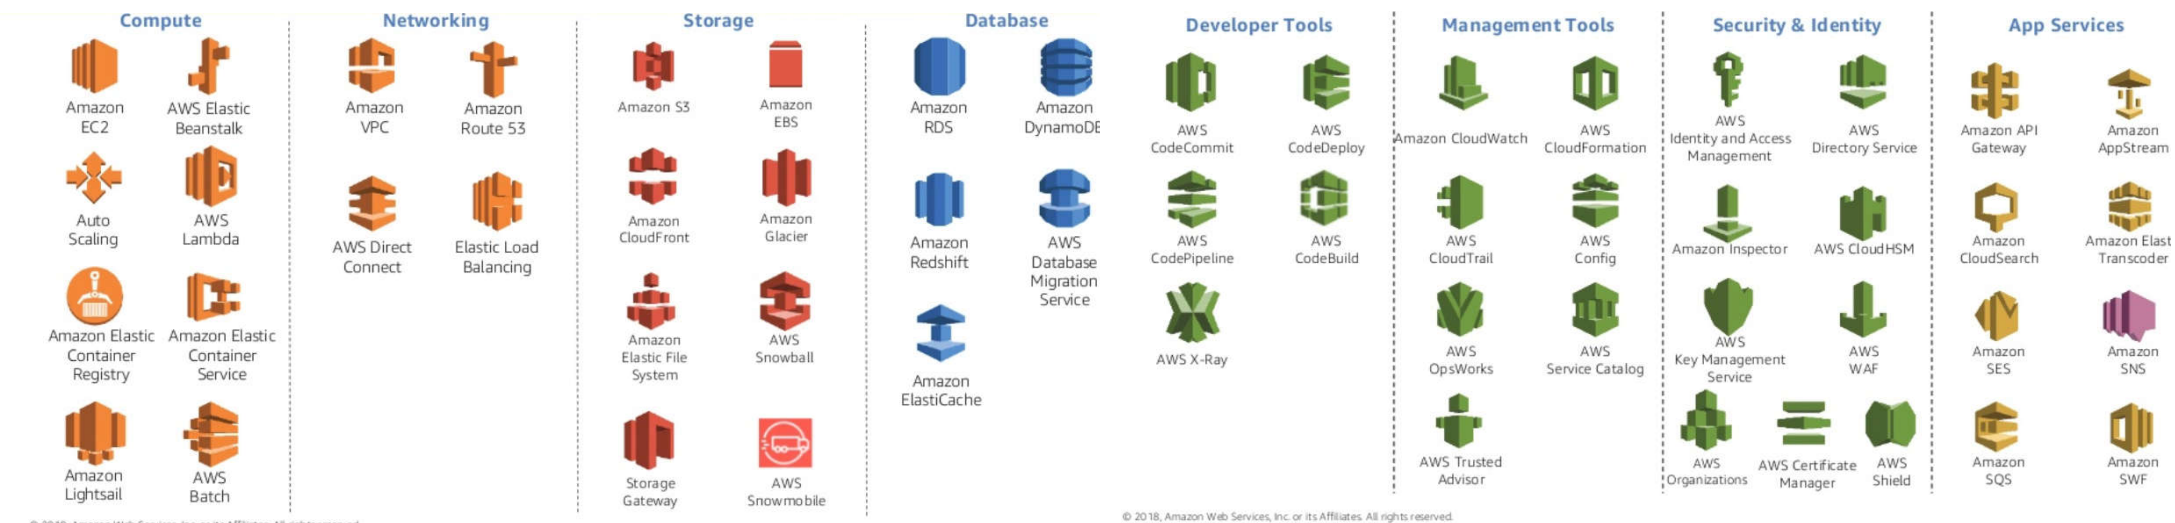 Compute
Amazon
EC2
AWS Elastic
Beanstalk
Auto
Scaling
AWS
Lambda
Amazon Elastic
Container
Registry
Amazon Elastic
Container
Service
Amazon
Lightsail
AWS
Batch
Networking
Amazon
VPC
Amazon
Route 53
AWS Direct
Connect
Elastic Load
Balancing
Storage
Amazon S3
Amazon
EBS
Amazon
CloudFront
Amazon
Glacier
Amazon
Elastic File
System
AWS
Snowball
Storage
Gateway
AWS
Snowmobile
Database
Amazon
RDS
Amazon
DynamoDB
Amazon
Redshift
AWS
Database
Migration
Service
Amazon
ElastiCache
Developer Tools
AWS
CodeCommit
AWS
CodeDeploy
AWS
CodePipeline
AWS
CodeBuild
AWS X-Ray
Management Tools
Amazon CloudWatch
AWS
CloudFormation
AWS
CloudTrail
AWS
Config
AWS
OpsWorks
AWS
Service Catalog
AWS Trusted
Advisor
Security & Identity
AWS
Identity and Access
Management
AWS
Directory Service
Amazon Inspector
AWS CloudHSM
AWS
Key Management
Service
AWS
WAF
AWS
Organizations
AWS Certificate
Manager
AWS
Shield
App Services
Amazon API
Gateway
Amazon
AppStream
Amazon
CloudSearch
Amazon Elast
Transcoder
Amazon
SES
Amazon
SNS
Amazon
SQS
Amazon
SWF
© 2018, Amazon Web Services, Inc. or its Affiliates. All rights reserved.